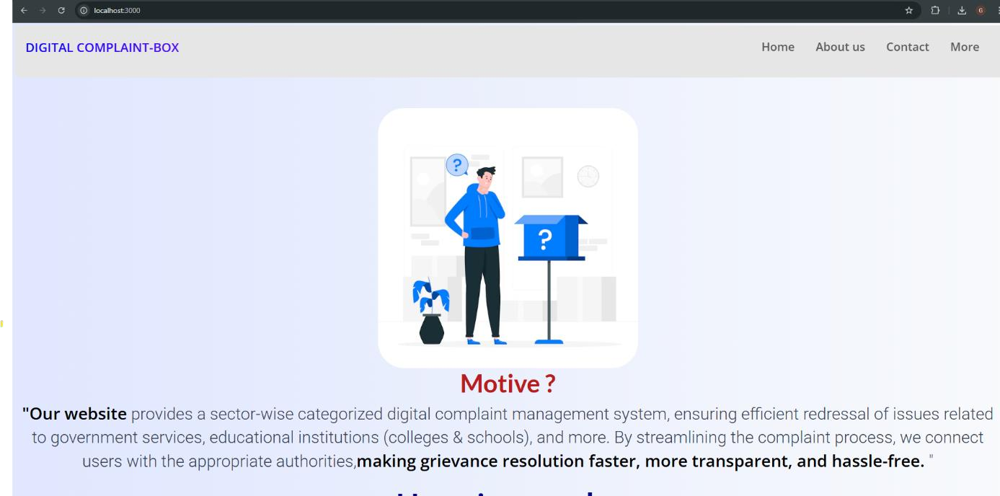 localhost:3000
G
DIGITAL COMPLAINT-BOX
Home About us Contact More
?
?
Motive ?
"Our website provides a sector-wise categorized digital complaint management system, ensuring efficient redressal of issues related
to government services, educational institutions (colleges & schools), and more. By streamlining the complaint process, we connect
users with the appropriate authorities,making grievance resolution faster, more transparent, and hassle-free. "